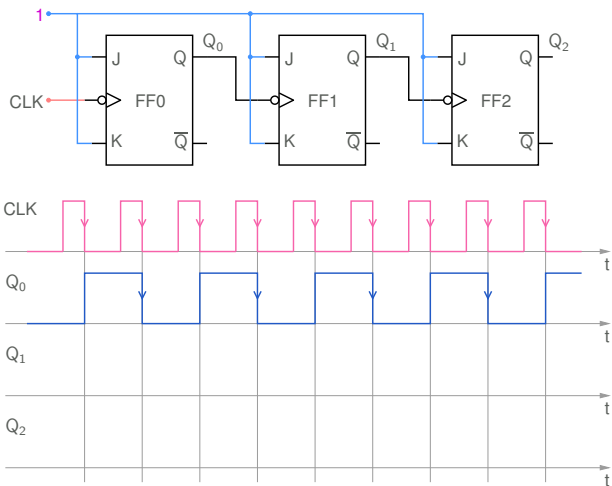 1
Q0 Q1 Q2
J Q J Q J Q
CLK FF0 FF1 FF2
K Q̅ K Q̅ K Q̅
CLK
t
Q0
t
Q1
t
Q2
t